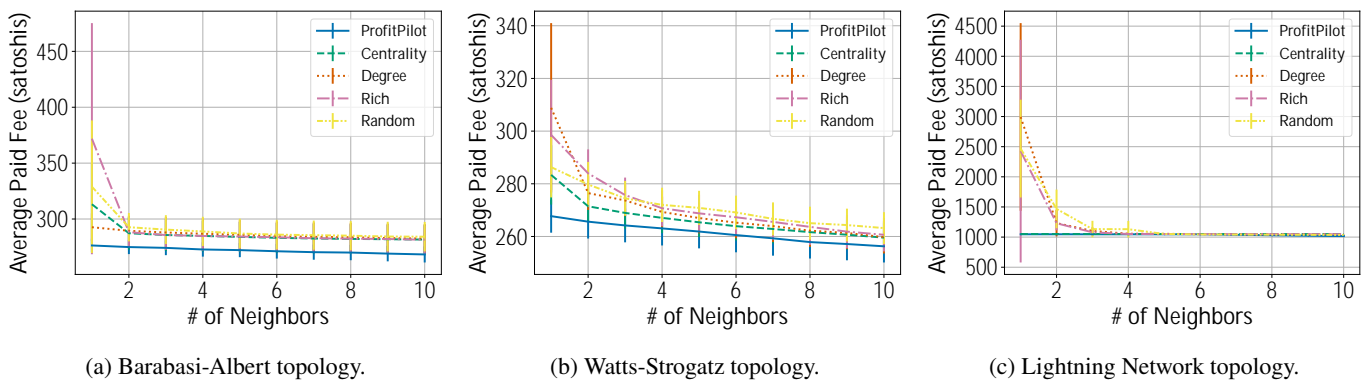 Average Paid Fee (satoshis)
450
400
350
300
2 4 6 8 10
# of Neighbors
ProfitPilot
Centrality
Degree
Rich
Random
(a) Barabasi-Albert topology.
Average Paid Fee (satoshis)
340
320
300
280
260
2 4 6 8 10
# of Neighbors
ProfitPilot
Centrality
Degree
Rich
Random
(b) Watts-Strogatz topology.
Average Paid Fee (satoshis)
4500
4000
3500
3000
2500
2000
1500
1000
500
2 4 6 8 10
# of Neighbors
ProfitPilot
Centrality
Degree
Rich
Random
(c) Lightning Network topology.